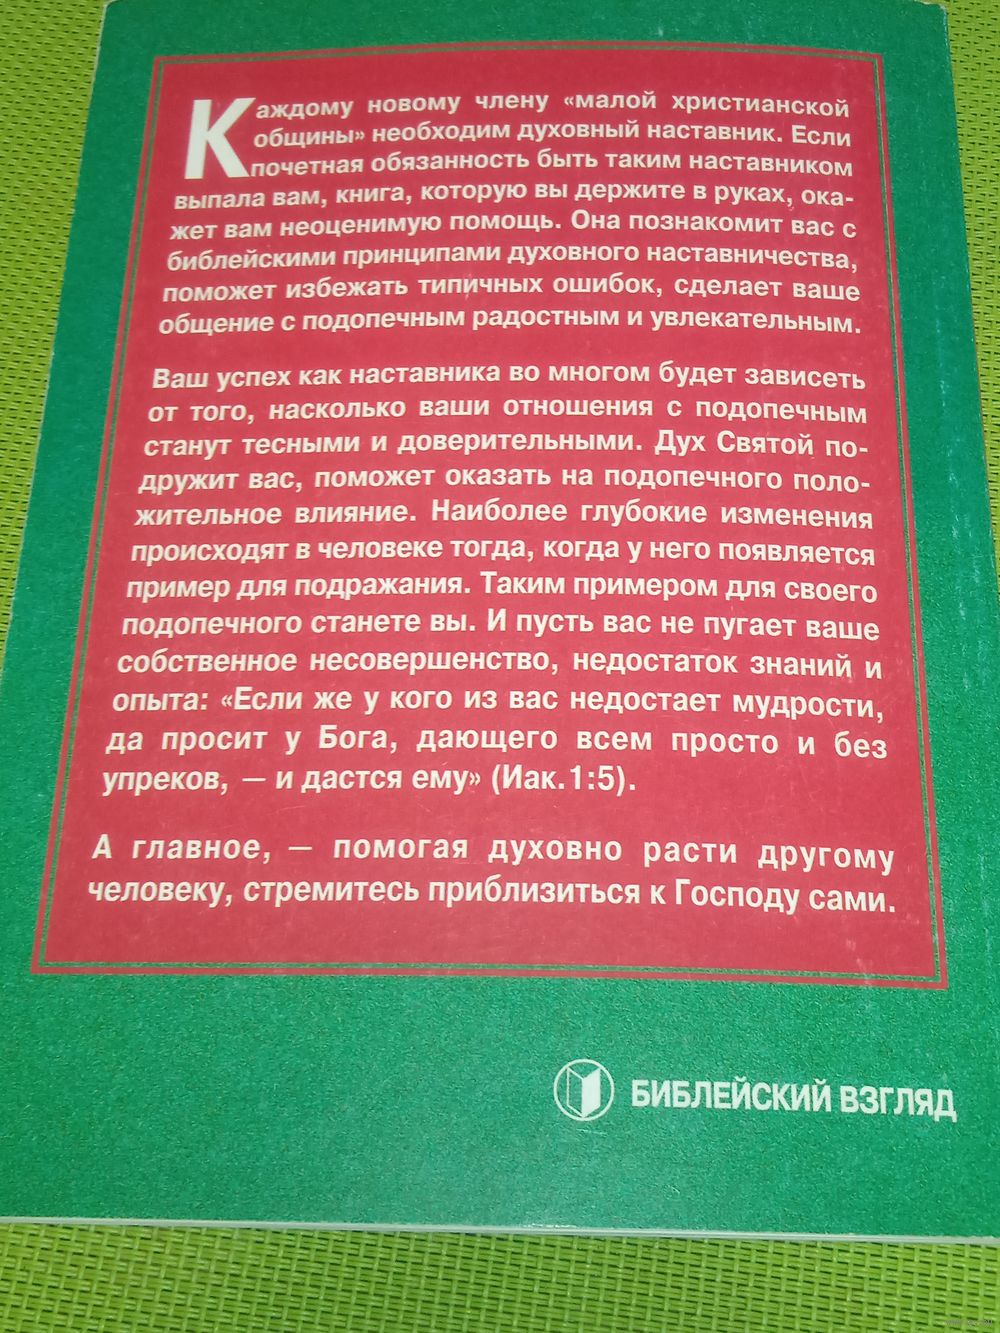 Каждому новому члену «малой христианской
общины» необходим духовный наставник. Если
почетная обязанность быть таким наставником
выпала вам, книга, которую вы держите в руках, ока-
жет вам неоценимую помощь. Она познакомит вас с
библейскими принципами духовного наставничества,
поможет избежать типичных ошибок, сделает ваше
общение с подопечным радостным и увлекательным.
Ваш успех как наставника во многом будет зависеть
от того, насколько ваши отношения с подопечным
станут тесными и доверительными. Дух Святой по-
дружит вас, поможет оказать на подопечного поло-
жительное влияние. Наиболее глубокие изменения
происходят в человеке тогда, когда у него появляется
пример для подражания. Таким примером для своего
подопечного станете вы. И пусть вас не пугает ваше
собственное несовершенство, недостаток знаний и
опыта: «Если же у кого из вас недостает мудрости,
да просит у Бога, дающего всем просто и без
упреков, — и дастся ему» (Иак.1:5).
А главное, — помогая духовно расти другому
человеку, стремитесь приблизиться к Господу сами.
БИБЛЕЙСКИЙ ВЗГЛЯД